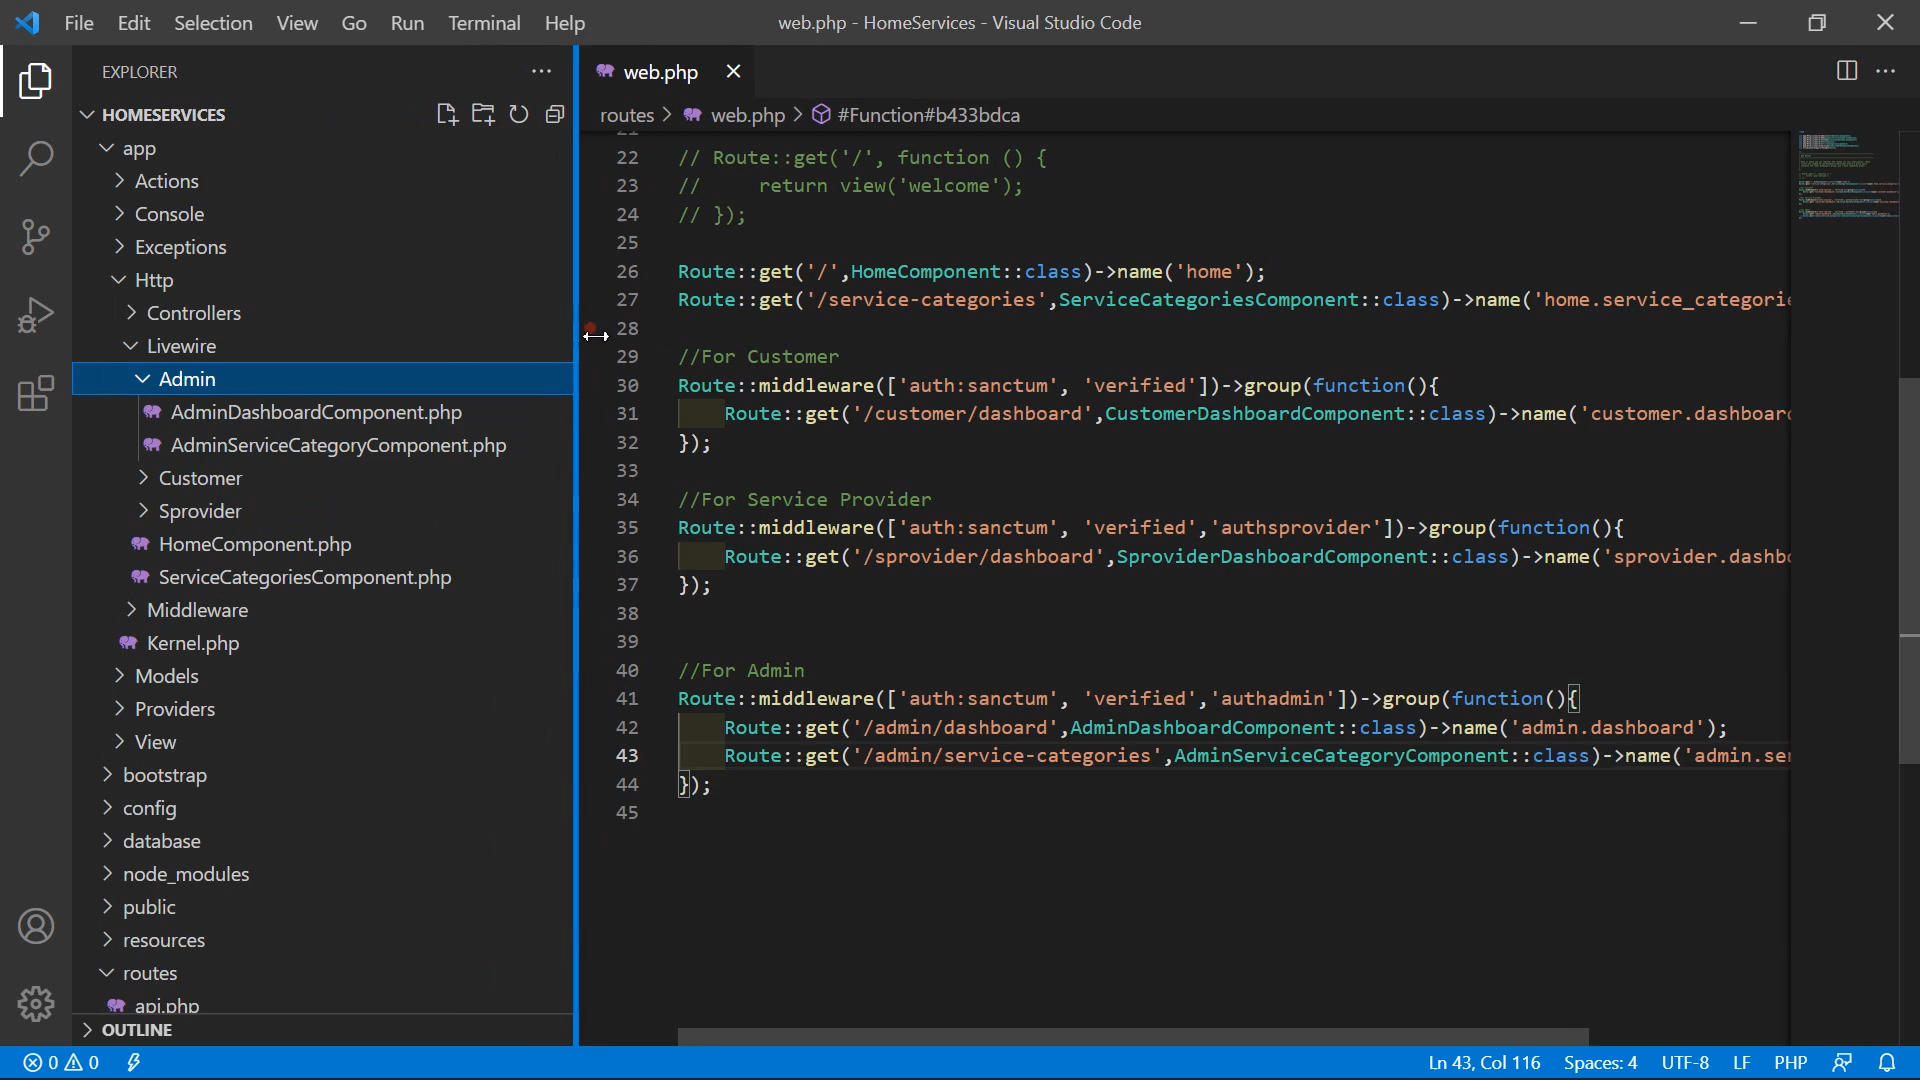 File Edit Selection View Go Run Terminal Help
web.php - HomeServices - Visual Studio Code
EXPLORER
HOMESERVICES
app
Actions
Console
Exceptions
Http
Controllers
Livewire
Admin
AdminDashboardComponent.php
AdminServiceCategoryComponent.php
Customer
Sprovider
HomeComponent.php
ServiceCategoriesComponent.php
Middleware
Kernel.php
Models
Providers
View
bootstrap
config
database
node_modules
public
resources
routes
api.php
OUTLINE
web.php
routes > web.php > #Function#b433bdca
21
22 // Route::get('/', function () {
23 //     return view('welcome');
24 // });
25
26 Route::get('/',HomeComponent::class)->name('home');
27 Route::get('/service-categories',ServiceCategoriesComponent::class)->name('home.service_categorie
28
29 //For Customer
30 Route::middleware(['auth:sanctum', 'verified'])->group(function(){
31     Route::get('/customer/dashboard',CustomerDashboardComponent::class)->name('customer.dashboard
32 });
33
34 //For Service Provider
35 Route::middleware(['auth:sanctum', 'verified','authsprovider'])->group(function(){
36     Route::get('/sprovider/dashboard',SproviderDashboardComponent::class)->name('sprovider.dashbo
37 });
38
39
40 //For Admin
41 Route::middleware(['auth:sanctum', 'verified','authadmin'])->group(function(){
42     Route::get('/admin/dashboard',AdminDashboardComponent::class)->name('admin.dashboard');
43     Route::get('/admin/service-categories',AdminServiceCategoryComponent::class)->name('admin.ser
44 });
45
0 0
Ln 43, Col 116 Spaces: 4 UTF-8 LF PHP